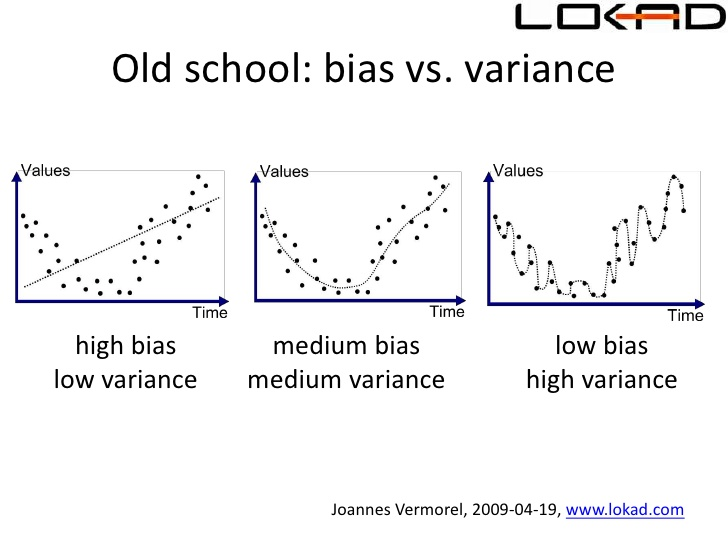 LOKAD
Old school: bias vs. variance
Values
Time
high bias
low variance
Values
Time
medium bias
medium variance
Values
Time
low bias
high variance
Joannes Vermorel, 2009-04-19, www.lokad.com